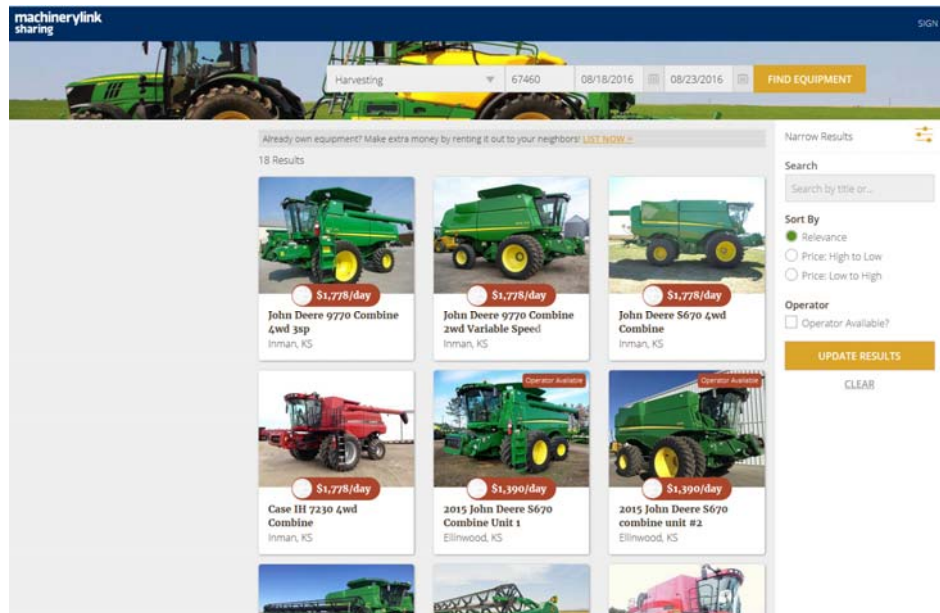 machinerylink
sharing
SIGN
Harvesting
67460
08/18/2016
08/23/2016
FIND EQUIPMENT
Already own equipment? Make extra money by renting it out to your neighbors! LIST NOW >
18 Results
$1,778/day
John Deere 9770 Combine
4wd 3sp
Inman, KS
$1,778/day
John Deere 9770 Combine
2wd Variable Speed
Inman, KS
$1,778/day
John Deere S670 4wd
Combine
Inman, KS
$1,778/day
Case IH 7230 4wd
Combine
Inman, KS
Operator Available
$1,390/day
2015 John Deere S670
Combine Unit 1
Ellinwood, KS
Operator Available
$1,390/day
2015 John Deere S670
combine unit #2
Ellinwood, KS
Narrow Results
Search
Search by title or...
Sort By
Relevance
Price: High to Low
Price: Low to High
Operator
Operator Available?
UPDATE RESULTS
CLEAR